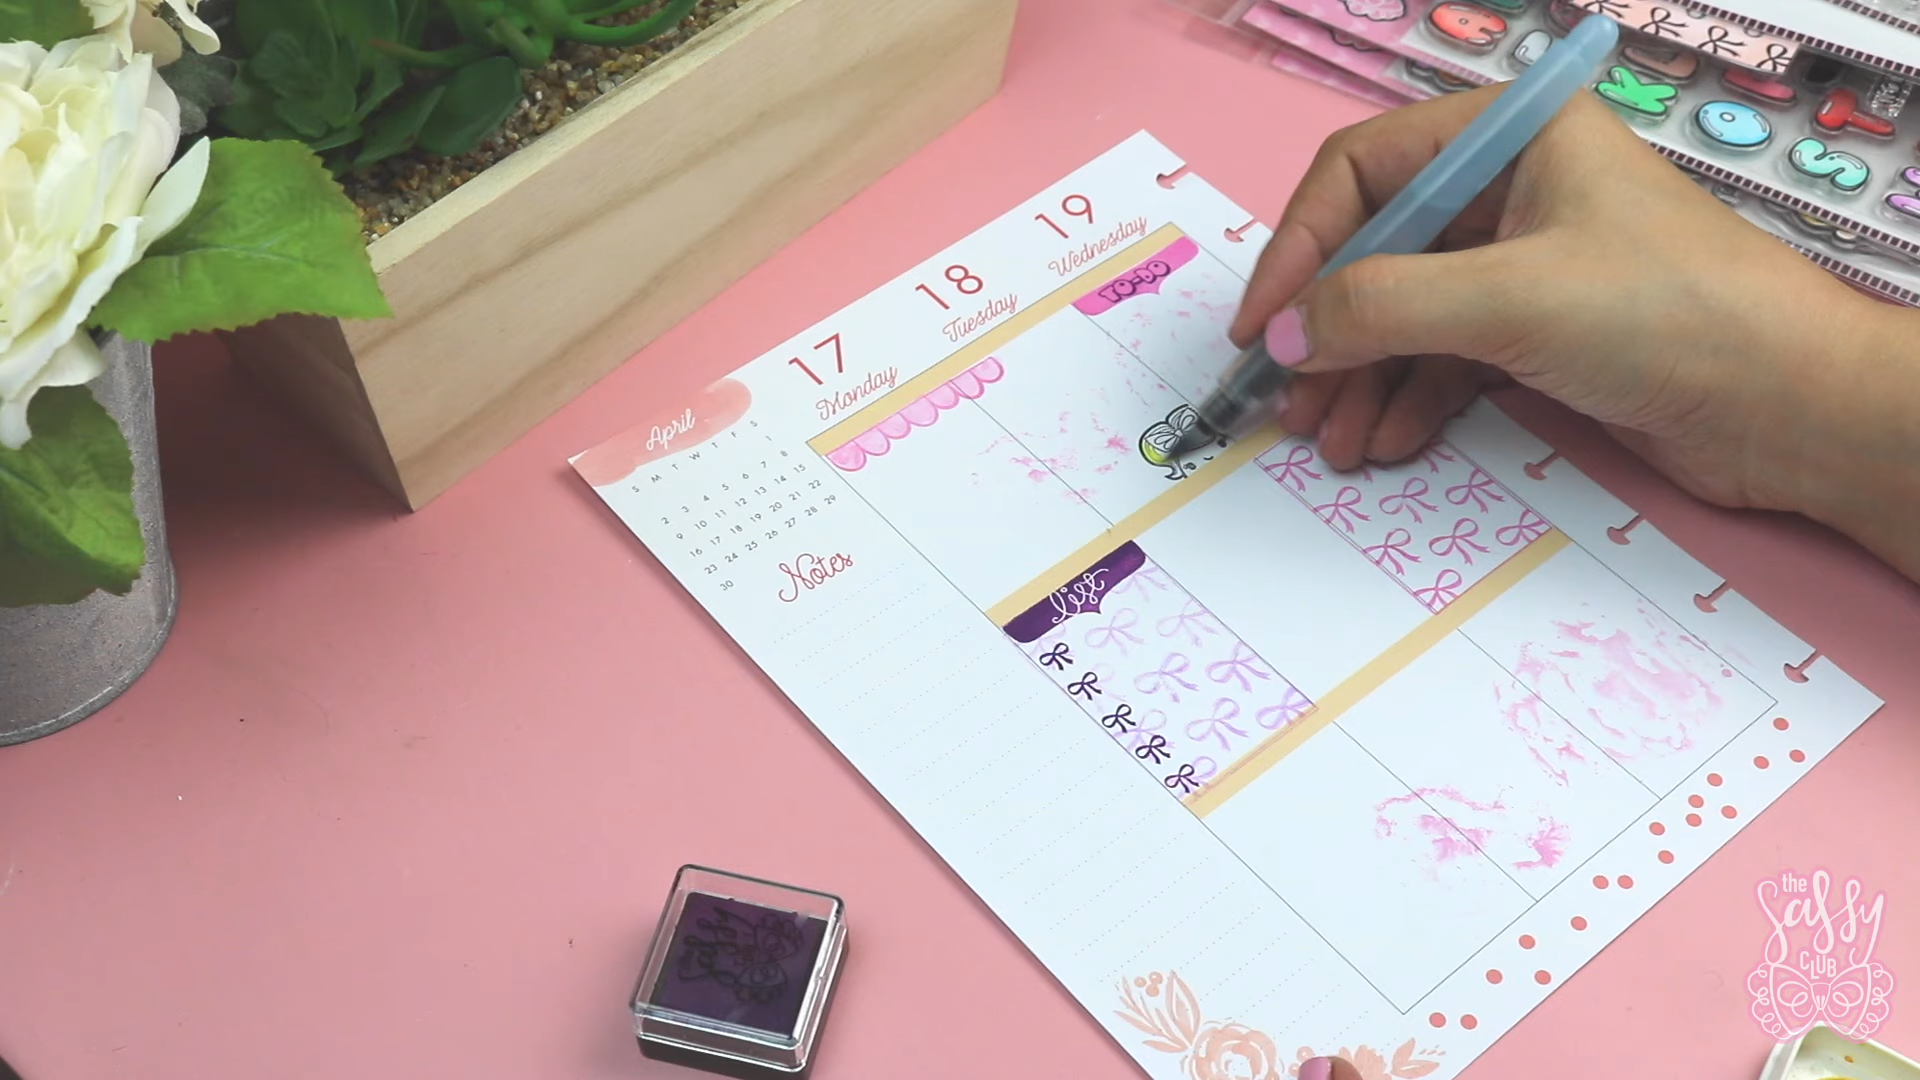 19
Wednesday
18
Tuesday
17
Monday
TO-DO
April
S M T W T F S
1
2 3 4 5 6 7 8
9 10 11 12 13 14 15
16 17 18 19 20 21 22
23 24 25 26 27 28 29
30
Notes
list
K O T
S
the
Sassy
the
Sassy
CLUB